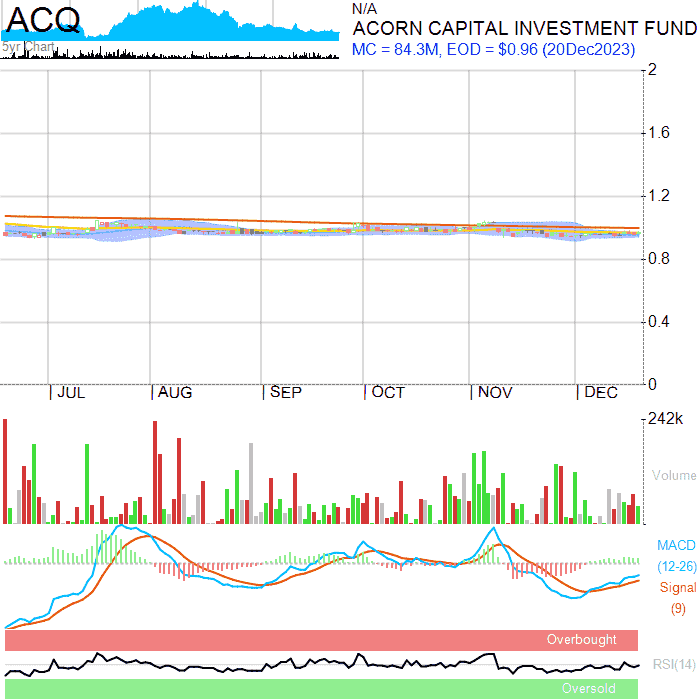 ACQ
5yr Chart
N/A
ACORN CAPITAL INVESTMENT FUND
MC = 84.3M, EOD = $0.96 (20Dec2023)
2
1.6
1.2
0.8
0.4
0
JUL AUG SEP OCT NOV DEC
242k
Volume
MACD
(12-26)
Signal
(9)
Overbought
RSI(14)
Oversold